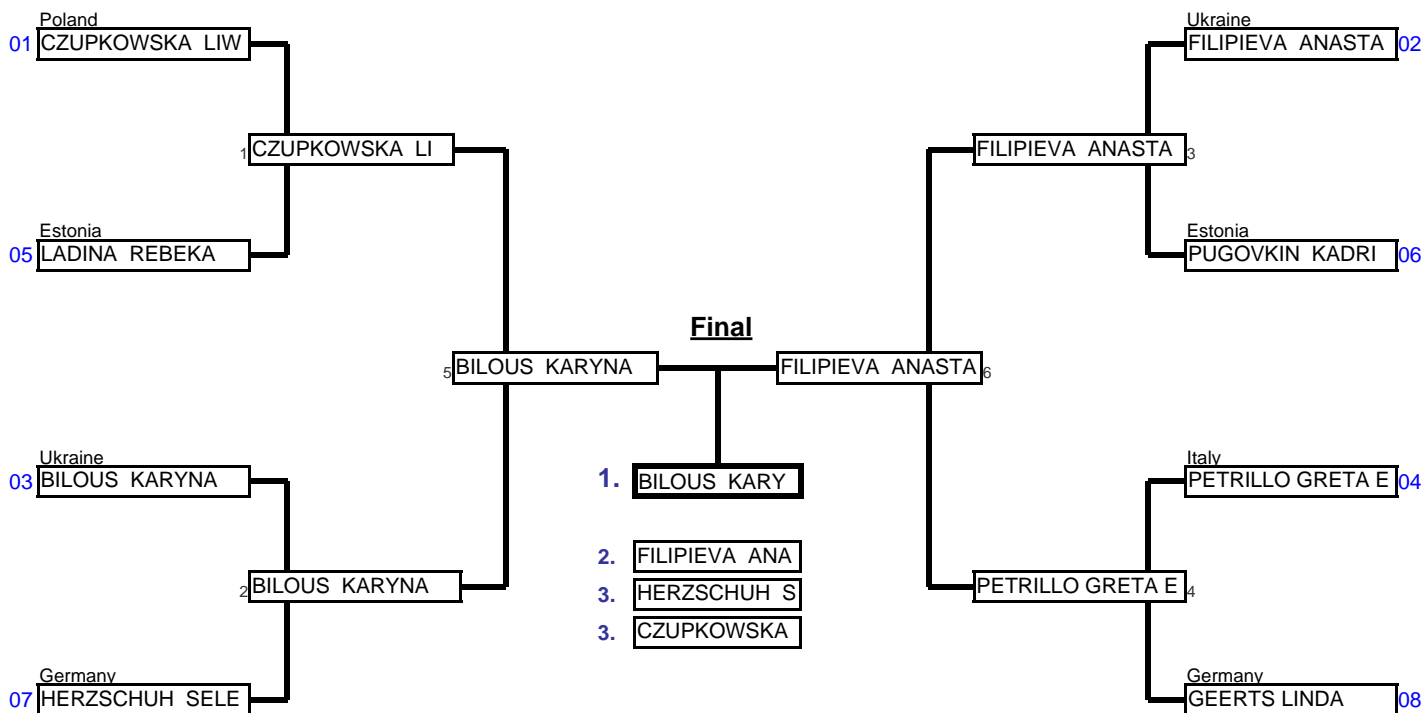 Poland
01 CZUPKOWSKA LIW
Ukraine
FILIPIEVA ANASTA 02
1 CZUPKOWSKA LI
FILIPIEVA ANASTA 3
Estonia
05 LADINA REBEKA
Estonia
PUGOVKIN KADRI 06
Final
5 BILOUS KARYNA
FILIPIEVA ANASTA 6
Ukraine
03 BILOUS KARYNA
1. BILOUS KARY
Italy
PETRILLO GRETA E 04
2. FILIPIEVA ANA
3. HERZSCHUH S
3. CZUPKOWSKA
2 BILOUS KARYNA
PETRILLO GRETA E 4
Germany
07 HERZSCHUH SELE
Germany
GEERTS LINDA 08